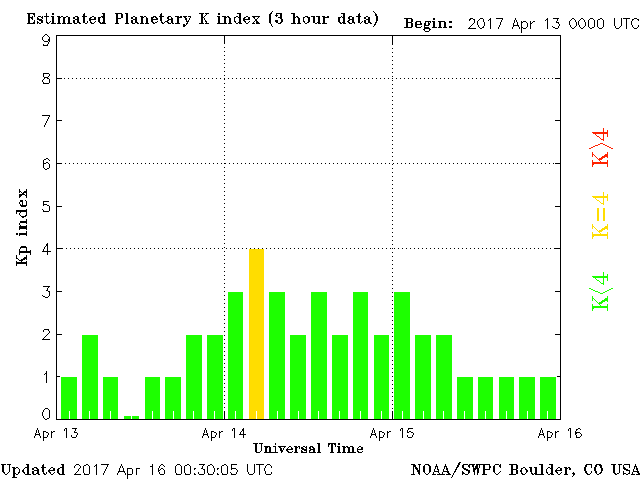 Estimated Planetary K index (3 hour data) Begin: 2017 Apr 13 0000 UTC
9
8
7
6
5
4
3
2
1
0
Kp index
K>4
K=4
K<4
Apr 13 Apr 14 Apr 15 Apr 16
Universal Time
Updated 2017 Apr 16 00:30:05 UTC NOAA/SWPC Boulder, CO USA